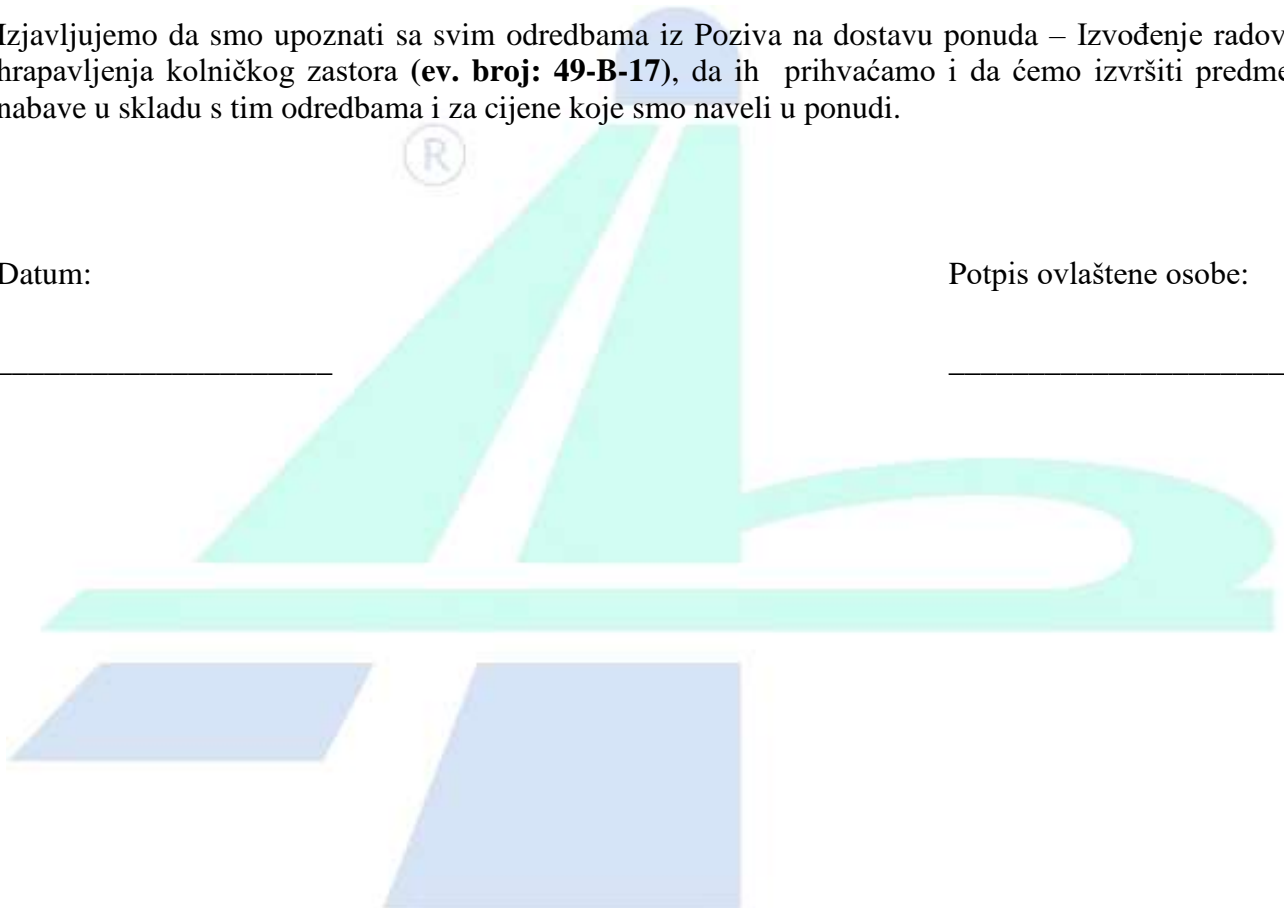 Izjavljujemo da smo upoznati sa svim odredbama iz Poziva na dostavu ponuda – Izvođenje radov
hrapavljenja kolničkog zastora (ev. broj: 49-B-17), da ih prihvaćamo i da ćemo izvršiti predme
nabave u skladu s tim odredbama i za cijene koje smo naveli u ponudi.
®
Datum: Potpis ovlaštene osobe:
_____________________ _____________________